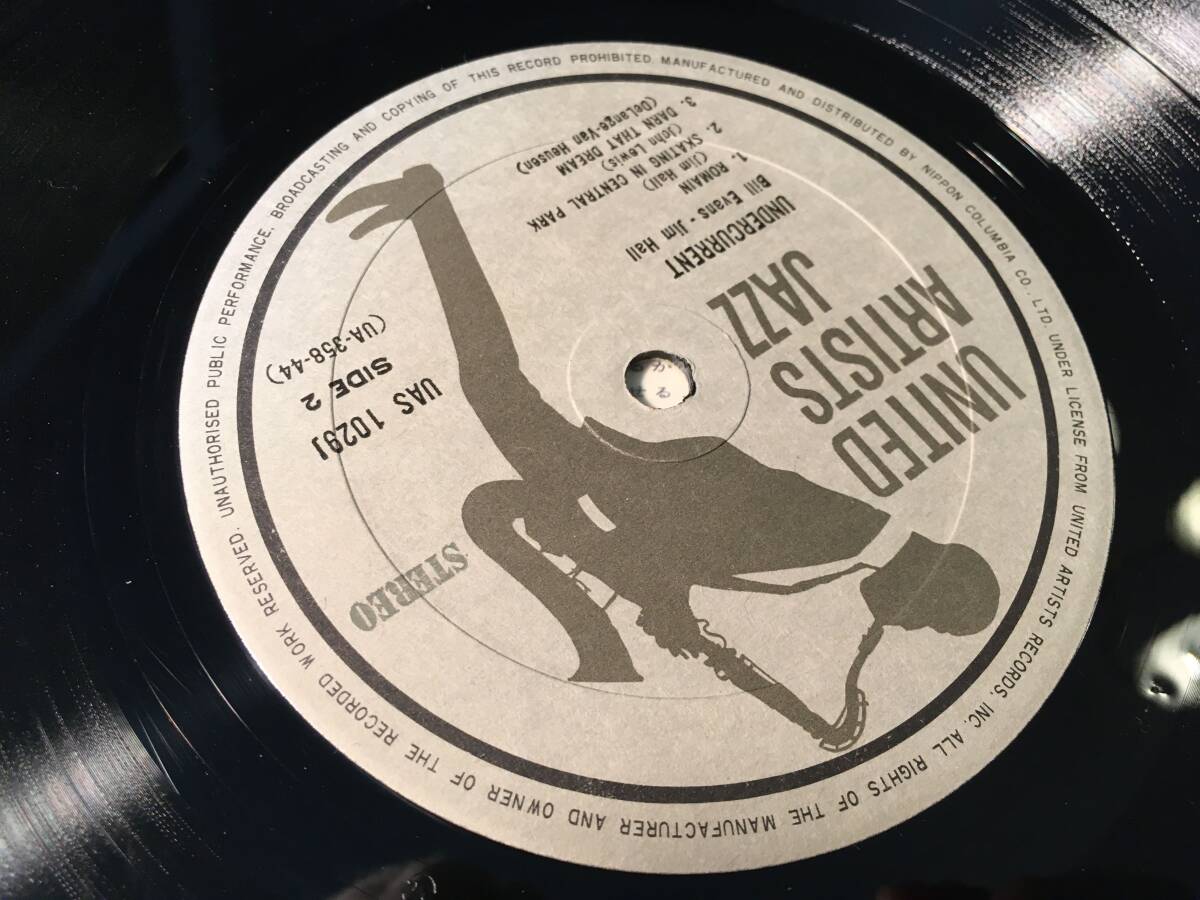 UNITED
ARTISTS
JAZZ
UNDERCURRENT
Bill Evans - Jim Hall
1. ROMAIN
(Jim Hall)
2. SKATING IN CENTRAL PARK
(John Lewis)
3. DARN THAT DREAM
(DeLange-Van Heusen)
UAS 10291
SIDE 2
(UA-358-44)
STEREO
MANUFACTURED AND DISTRIBUTED BY NIPPON COLUMBIA CO., LTD. UNDER LICENSE FROM UNITED ARTISTS RECORDS, INC. ALL RIGHTS OF THE MANUFACTURER AND OWNER OF THE RECORDED WORK RESERVED. UNAUTHORISED PUBLIC PERFORMANCE, BROADCASTING AND COPYING OF THIS RECORD PROHIBITED.